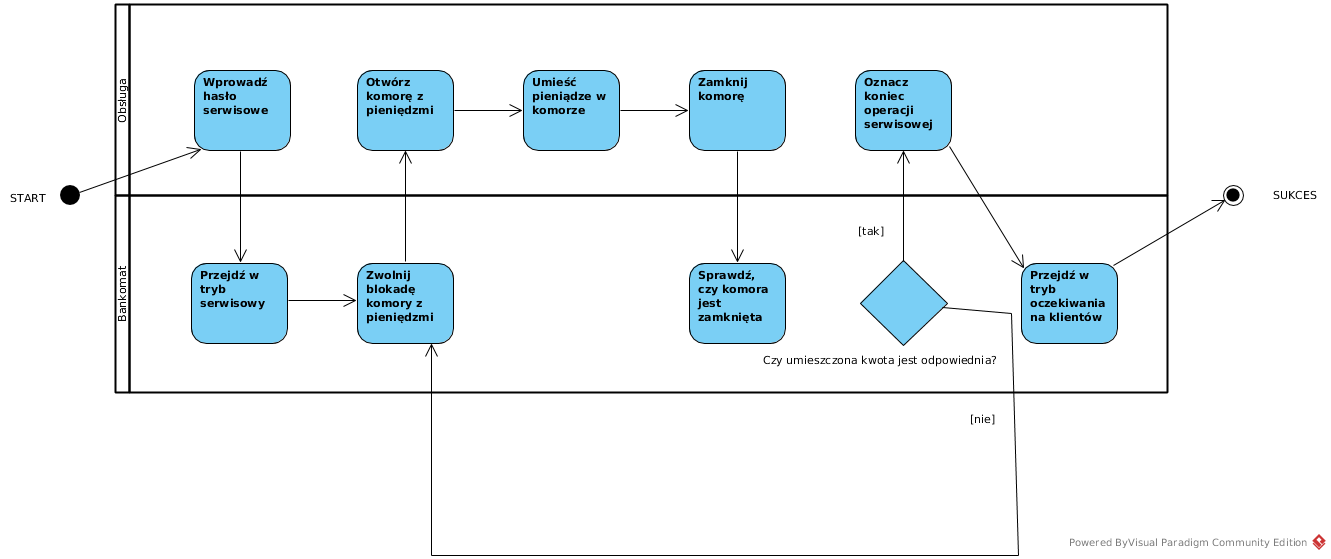 Obsługa
Wprowadź
hasło
serwisowe
Otwórz
komorę z
pieniędzmi
Umieść
pieniądze w
komorze
Zamknij
komorę
Oznacz
koniec
operacji
serwisowej
START
SUKCES
Bankomat
Przejdź w
tryb
serwisowy
Zwolnij
blokadę
komory z
pieniędzmi
Sprawdź,
czy komora
jest
zamknięta
[tak]
Czy umieszczona kwota jest odpowiednia?
Przejdź w
tryb
oczekiwania
na klientów
[nie]
Powered ByVisual Paradigm Community Edition